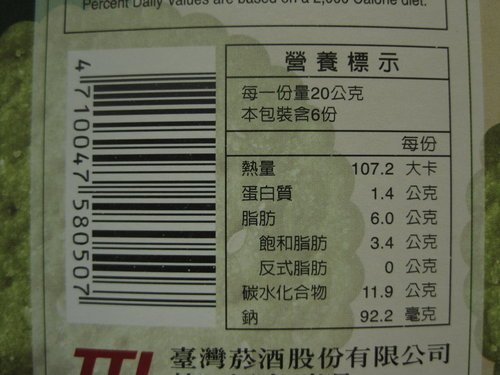 Percent Daily Values are based on a 2,000 Calorie diet.
營養標示
每一份量20公克
本包裝含6份
每份
熱量 107.2 大卡
蛋白質 1.4 公克
脂肪 6.0 公克
飽和脂肪 3.4 公克
反式脂肪 0 公克
碳水化合物 11.9 公克
鈉 92.2 毫克
4 710047 580507
TTL 臺灣菸酒股份有限公司